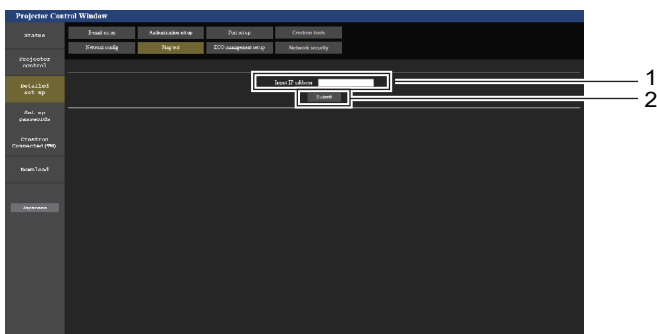 Projector Control Window
Status
E-mail set up
Authentication set up
Port set up
Crestron tools
Network config
Ping test
ECO management set up
Network security
Projector
control
Detailed
set up
Set up
passwords
Crestron
Connected(TM)
Download
Japanese
Input IP address
Submit
1
2